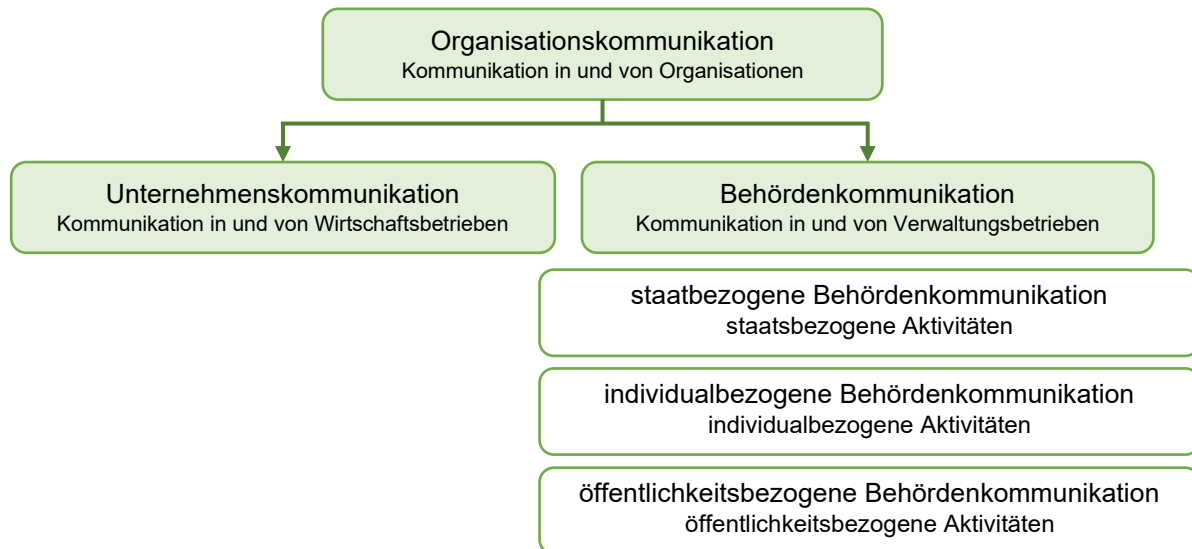 Organisationskommunikation
Kommunikation in und von Organisationen
Unternehmenskommunikation
Kommunikation in und von Wirtschaftsbetrieben
Behördenkommunikation
Kommunikation in und von Verwaltungsbetrieben
staatbezogene Behördenkommunikation
staatsbezogene Aktivitäten
individualbezogene Behördenkommunikation
individualbezogene Aktivitäten
öffentlichkeitsbezogene Behördenkommunikation
öffentlichkeitsbezogene Aktivitäten